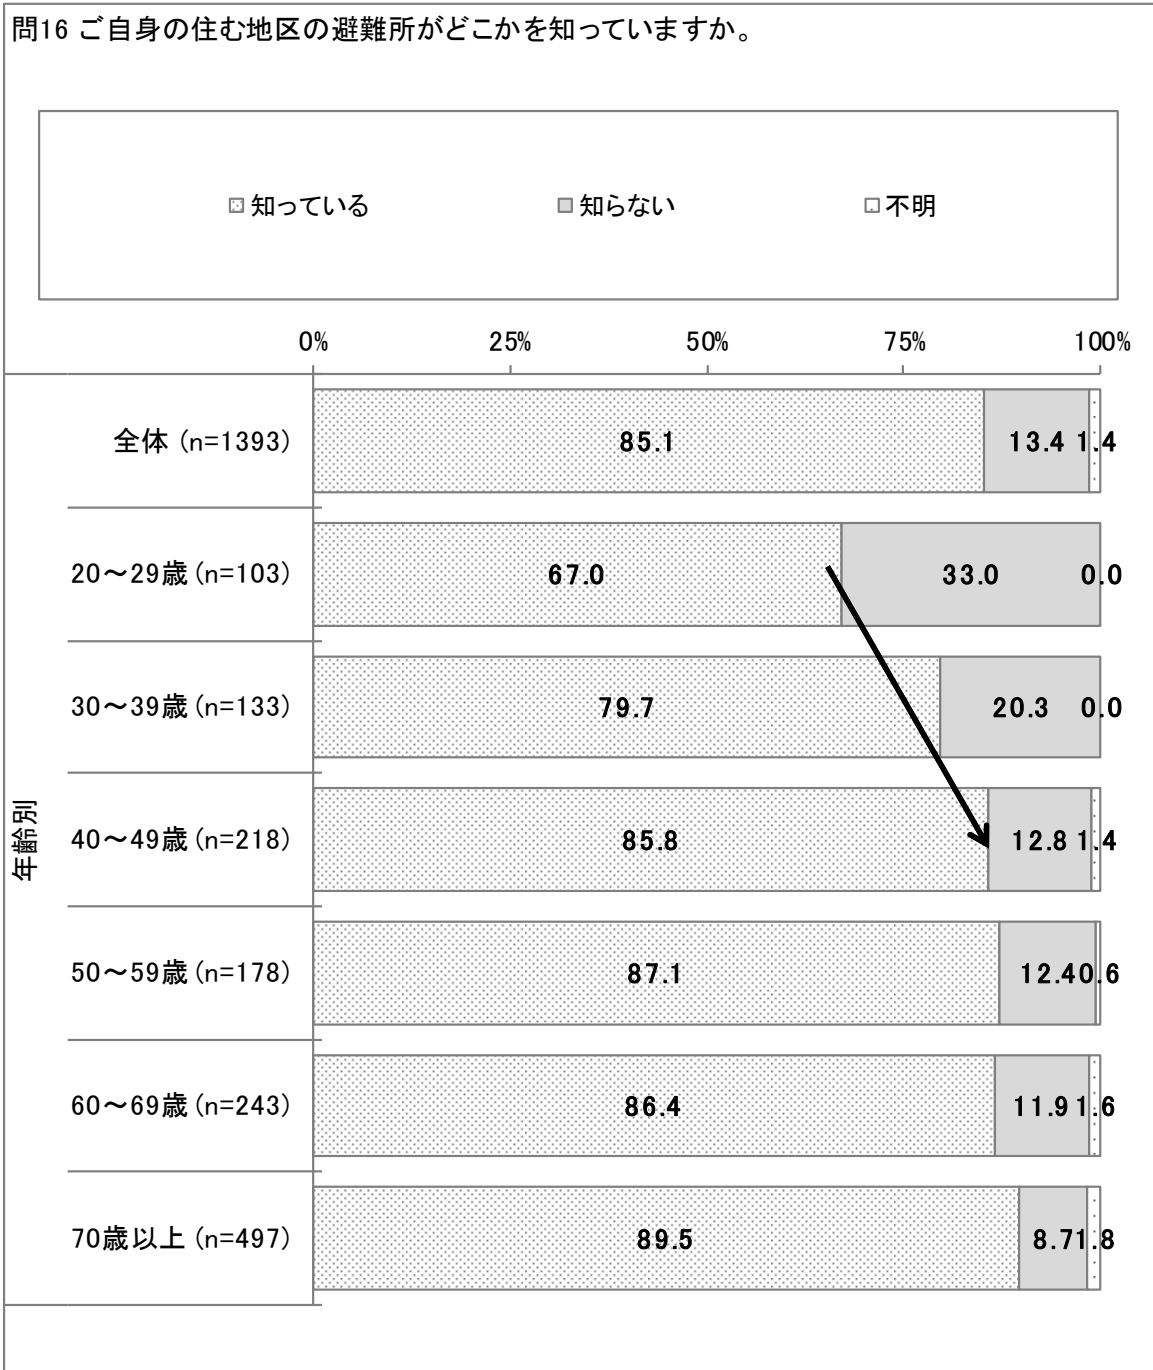 問16 ご自身の住む地区の避難所がどこかを知っていますか。
知っている 知らない 不明
0% 25% 50% 75% 100%
年齢別
全体 (n=1393) 85.1 13.4 1.4
20～29歳 (n=103) 67.0 33.0 0.0
30～39歳 (n=133) 79.7 20.3 0.0
40～49歳 (n=218) 85.8 12.8 1.4
50～59歳 (n=178) 87.1 12.4 0.6
60～69歳 (n=243) 86.4 11.9 1.6
70歳以上 (n=497) 89.5 8.7 1.8